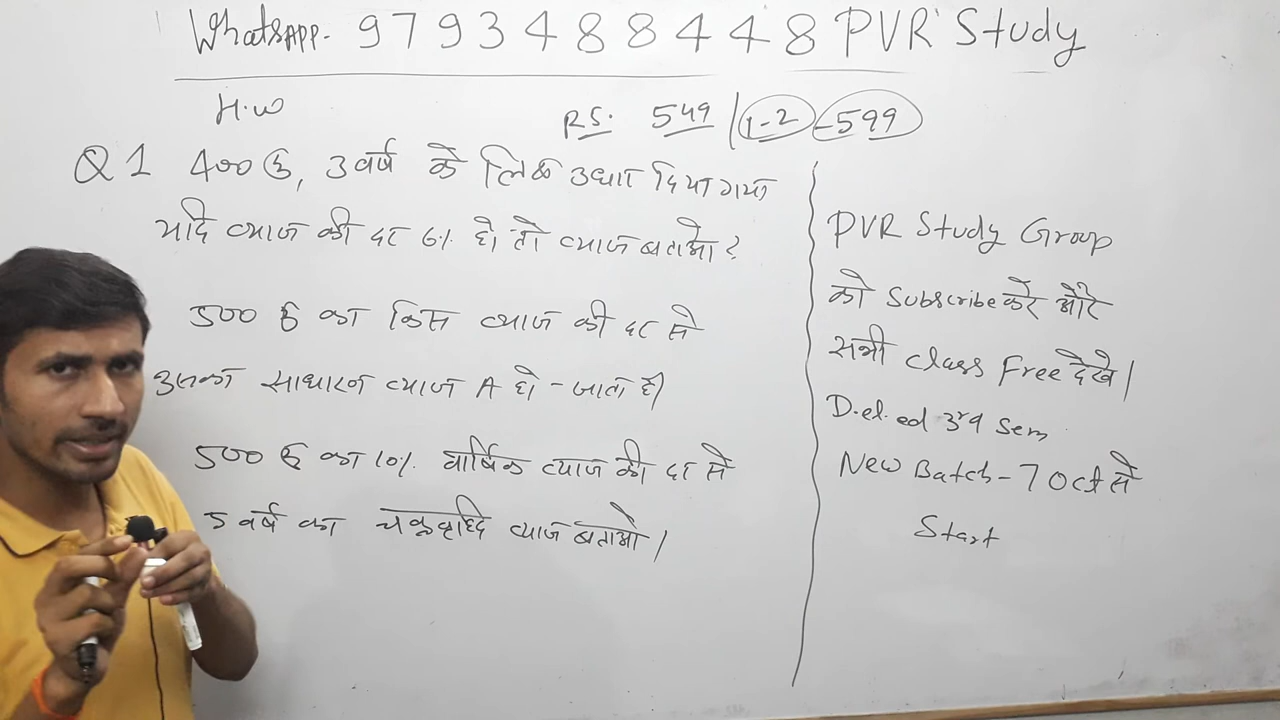 WhatsAPP. 9793488448 PVR Study
H.W
RS. 549 / 1-2 - 599
Q 1 400 रु, 3 वर्ष के लिए उधार दिया गया
यदि ब्याज की दर 6% हो तो ब्याज बताओ ?
500 रु का किस ब्याज की दर से
उसका साधारन ब्याज A हो - जाता है।
500 रु का 10% वार्षिक ब्याज की दर से
5 वर्ष का चक्रवृध्दि ब्याज बताओ।
PVR Study Group
को Subscribe करे और
सभी class Free देखे।
D.el.ed 3rd Sem
New Batch - 7 Oct से
Start